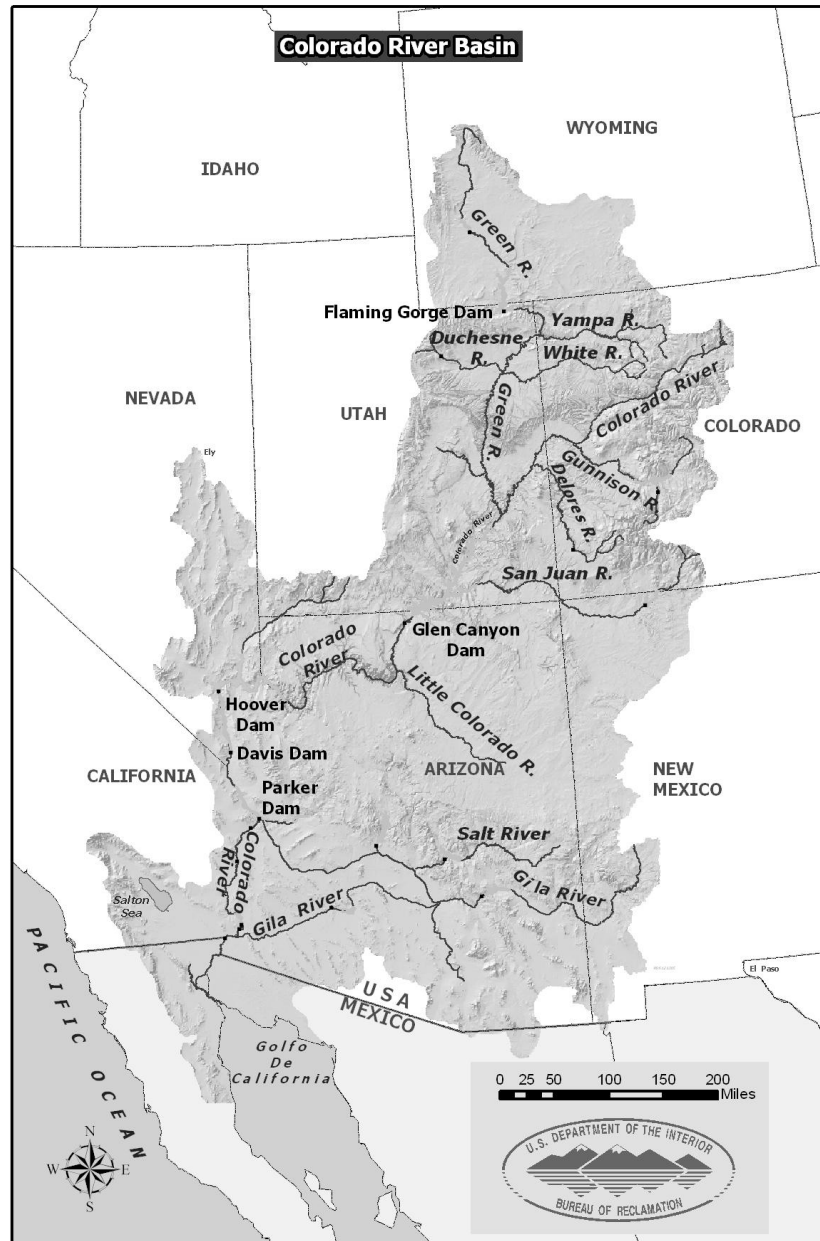 Colorado River Basin
WYOMING
IDAHO
Green R.
Flaming Gorge Dam
Yampa R.
Duchesne
R.
White R.
Colorado River
NEVADA
UTAH
Green R.
COLORADO
Ely
Gunnison R.
Delores R.
Colorado River
San Juan R.
Glen Canyon
Dam
Colorado
River
Little Colorado R.
Hoover
Dam
Davis Dam
CALIFORNIA
ARIZONA
NEW
MEXICO
Parker
Dam
Salt River
Colorado
River
Gila River
Salton
Sea
Gila River
El Paso
USA
MEXICO
PACIFIC OCEAN
Golfo
De
California
0 25 50 100 150 200
Miles
U.S. DEPARTMENT OF THE INTERIOR
BUREAU OF RECLAMATION
N
W E
S